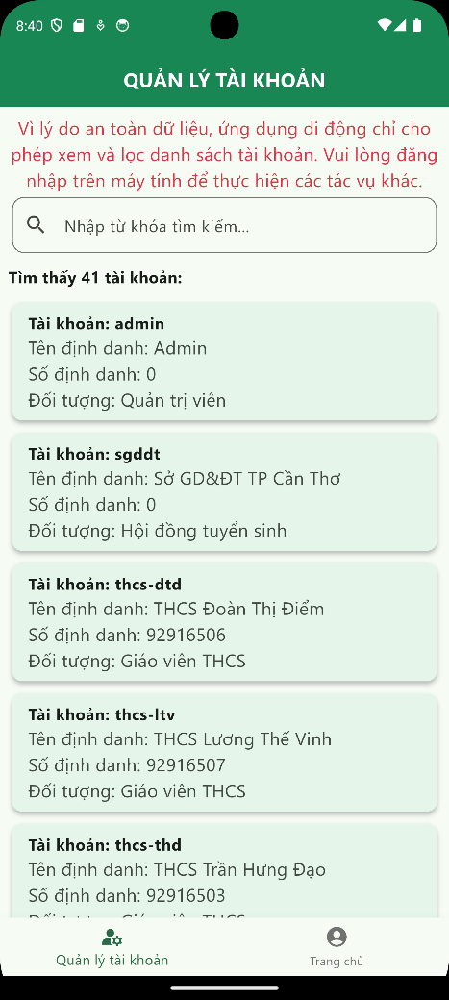 8:40
QUẢN LÝ TÀI KHOẢN
Vì lý do an toàn dữ liệu, ứng dụng di động chỉ cho
phép xem và lọc danh sách tài khoản. Vui lòng đăng
nhập trên máy tính để thực hiện các tác vụ khác.
Nhập từ khóa tìm kiếm...
Tìm thấy 41 tài khoản:
Tài khoản: admin
Tên định danh: Admin
Số định danh: 0
Đối tượng: Quản trị viên
Tài khoản: sgddt
Tên định danh: Sở GD&ĐT TP Cần Thơ
Số định danh: 0
Đối tượng: Hội đồng tuyển sinh
Tài khoản: thcs-dtd
Tên định danh: THCS Đoàn Thị Điểm
Số định danh: 92916506
Đối tượng: Giáo viên THCS
Tài khoản: thcs-ltv
Tên định danh: THCS Lương Thế Vinh
Số định danh: 92916507
Đối tượng: Giáo viên THCS
Tài khoản: thcs-thd
Tên định danh: THCS Trần Hưng Đạo
Số định danh: 92916503
Đối tượng: Giáo viên THCS
Quản lý tài khoản
Trang chủ